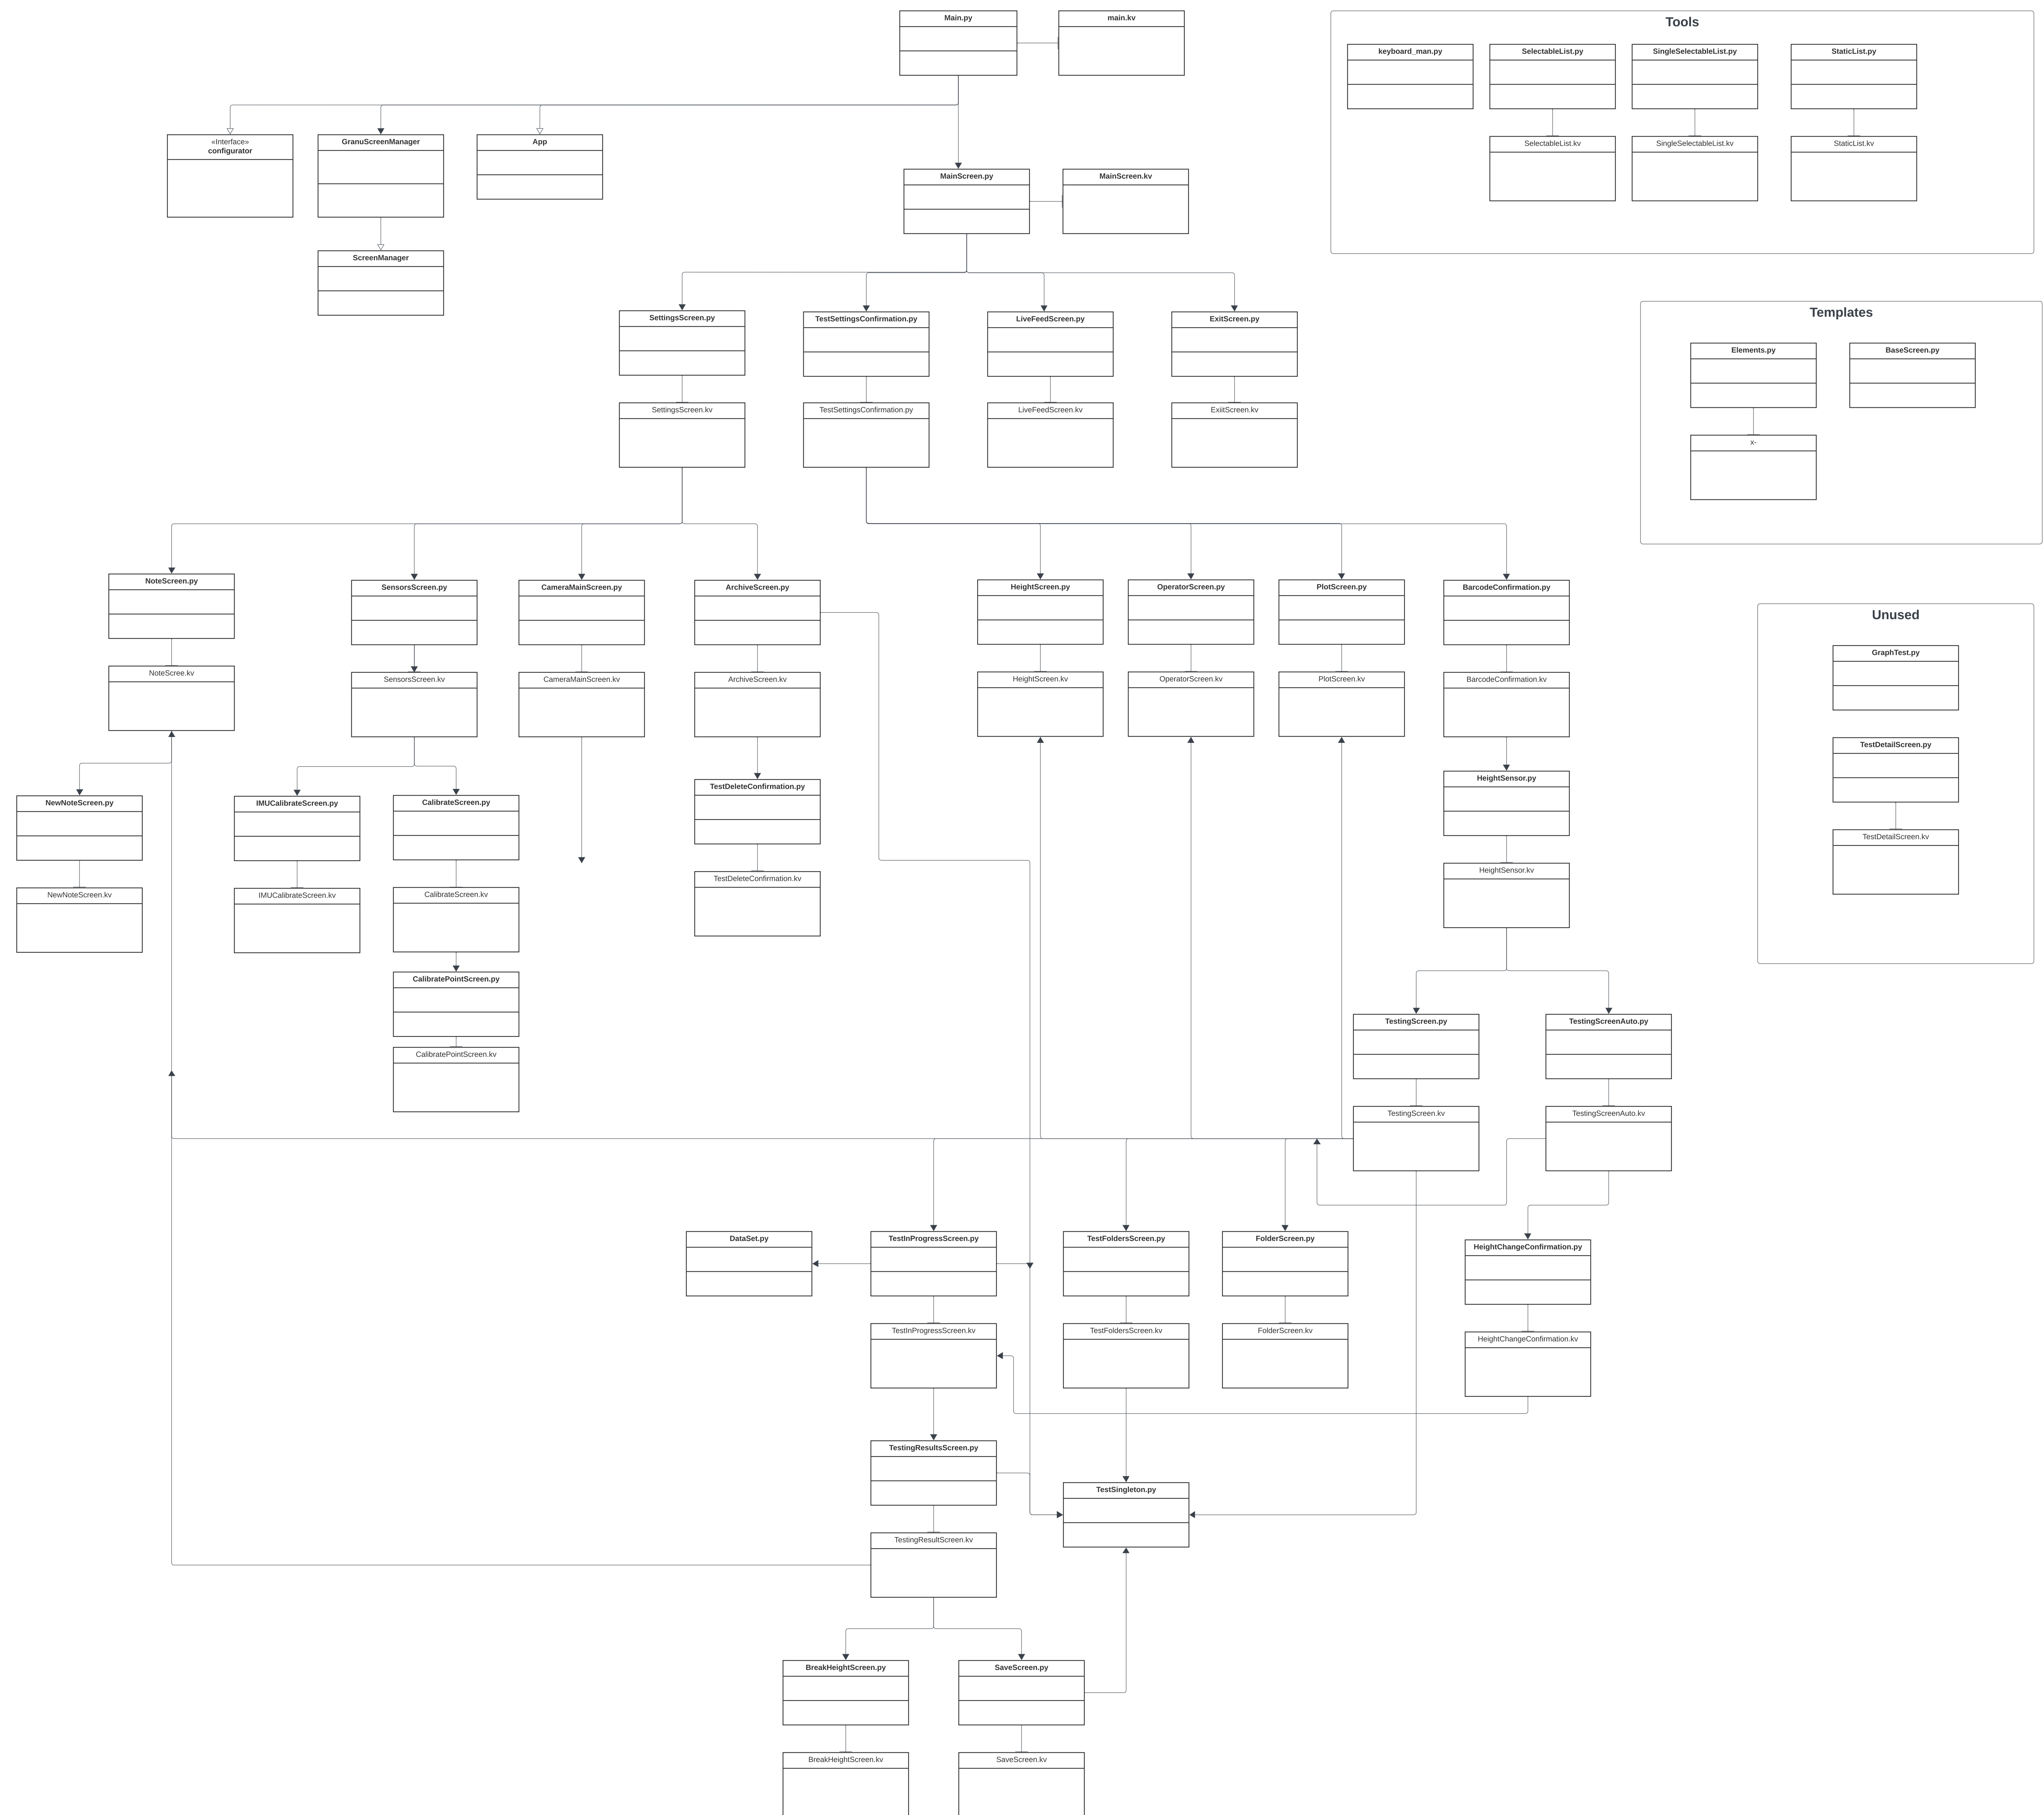 Main.py
main.kv
Tools
keyboard_man.py
SelectableList.py
SingleSelectableList.py
StaticList.py
SelectableList.kv
SingleSelectableList.kv
StaticList.kv
«Interface»
configurator
GranuScreenManager
App
MainScreen.py
MainScreen.kv
ScreenManager
Templates
Elements.py
BaseScreen.py
x-
SettingsScreen.py
TestSettingsConfirmation.py
LiveFeedScreen.py
ExitScreen.py
SettingsScreen.kv
TestSettingsConfirmation.py
LiveFeedScreen.kv
ExiitScreen.kv
NoteScreen.py
SensorsScreen.py
CameraMainScreen.py
ArchiveScreen.py
HeightScreen.py
OperatorScreen.py
PlotScreen.py
BarcodeConfirmation.py
NoteScree.kv
SensorsScreen.kv
CameraMainScreen.kv
ArchiveScreen.kv
HeightScreen.kv
OperatorScreen.kv
PlotScreen.kv
BarcodeConfirmation.kv
Unused
GraphTest.py
TestDetailScreen.py
TestDetailScreen.kv
NewNoteScreen.py
IMUCalibrateScreen.py
CalibrateScreen.py
TestDeleteConfirmation.py
HeightSensor.py
NewNoteScreen.kv
IMUCalibrateScreen.kv
CalibrateScreen.kv
TestDeleteConfirmation.kv
HeightSensor.kv
CalibratePointScreen.py
CalibratePointScreen.kv
TestingScreen.py
TestingScreenAuto.py
TestingScreen.kv
TestingScreenAuto.kv
DataSet.py
TestInProgressScreen.py
TestFoldersScreen.py
FolderScreen.py
HeightChangeConfirmation.py
TestInProgressScreen.kv
TestFoldersScreen.kv
FolderScreen.kv
HeightChangeConfirmation.kv
TestingResultsScreen.py
TestSingleton.py
TestingResultScreen.kv
BreakHeightScreen.py
SaveScreen.py
BreakHeightScreen.kv
SaveScreen.kv